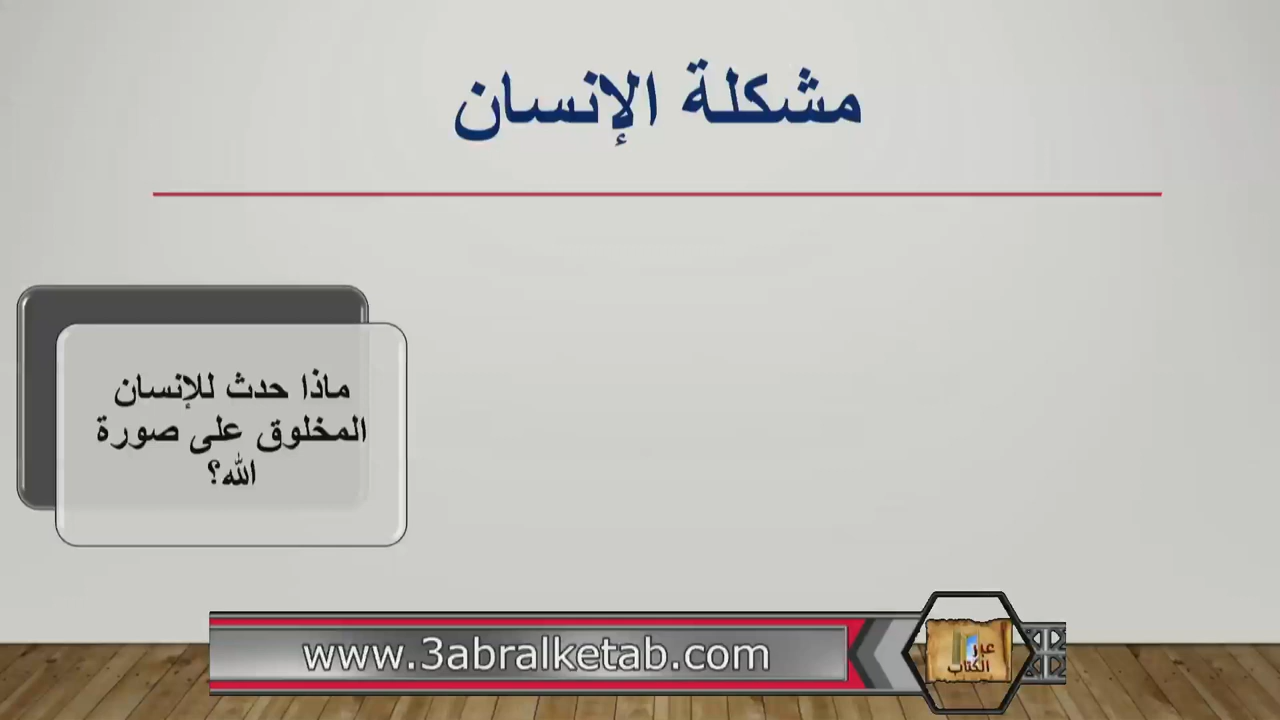 مشكلة الإنسان
ماذا حدث للإنسان
المخلوق على صورة
الله؟
www.3abralketab.com
عبر
الكتاب